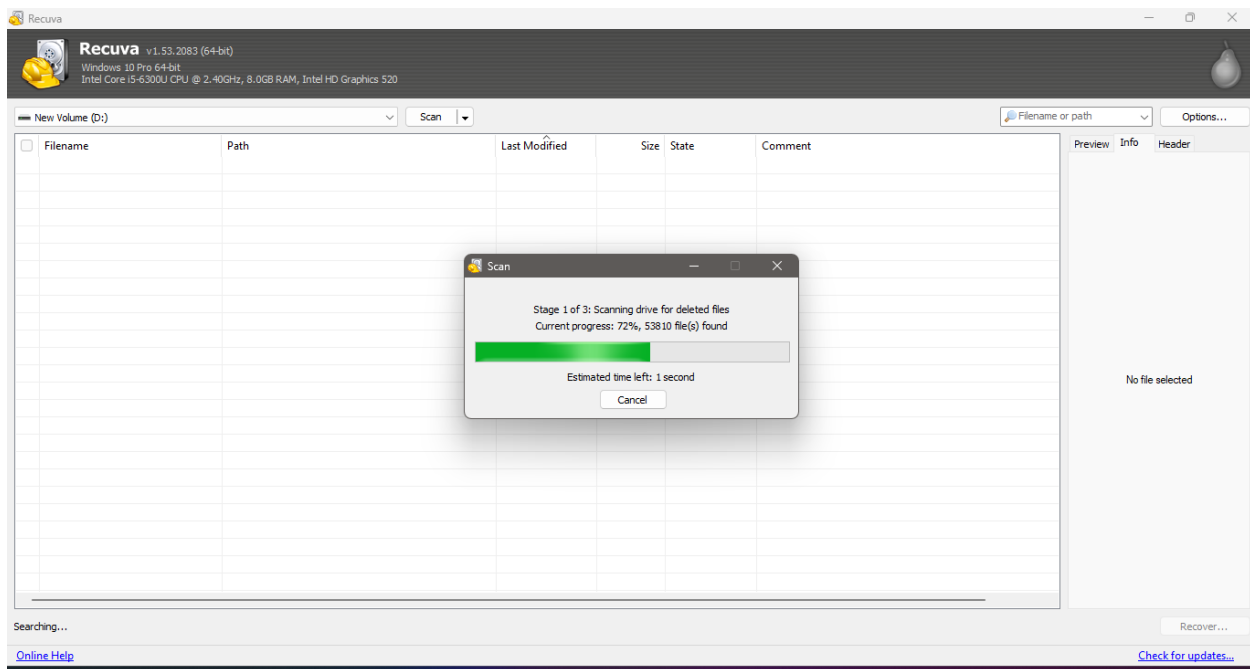 Recuva
Recuva v1.53.2083 (64-bit)
Windows 10 Pro 64-bit
Intel Core i5-6300U CPU @ 2.40GHz, 8.0GB RAM, Intel HD Graphics 520
New Volume (D:) Scan Filename or path Options...
Filename Path Last Modified Size State Comment Preview Info Header
Scan
Stage 1 of 3: Scanning drive for deleted files
Current progress: 72%, 53810 file(s) found
Estimated time left: 1 second
Cancel
No file selected
Searching... Recover...
Online Help Check for updates...